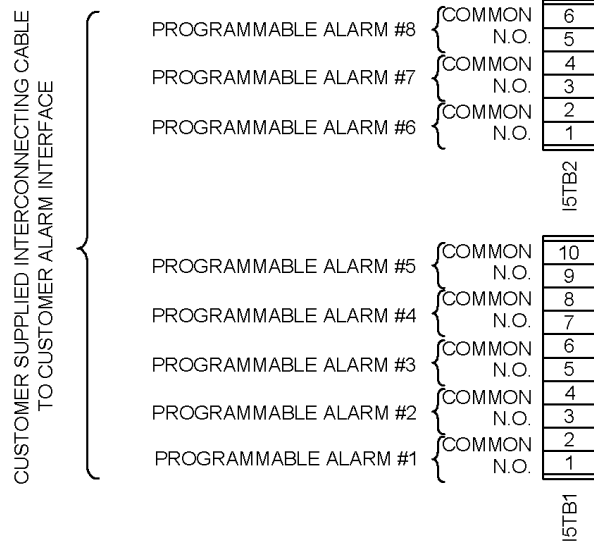 CUSTOMER SUPPLIED INTERCONNECTING CABLE
TO CUSTOMER ALARM INTERFACE
PROGRAMMABLE ALARM #8
COMMON 6
N.O. 5
PROGRAMMABLE ALARM #7
COMMON 4
N.O. 3
PROGRAMMABLE ALARM #6
COMMON 2
N.O. 1
I5TB2
PROGRAMMABLE ALARM #5
COMMON 10
N.O. 9
PROGRAMMABLE ALARM #4
COMMON 8
N.O. 7
PROGRAMMABLE ALARM #3
COMMON 6
N.O. 5
PROGRAMMABLE ALARM #2
COMMON 4
N.O. 3
PROGRAMMABLE ALARM #1
COMMON 2
N.O. 1
I5TB1